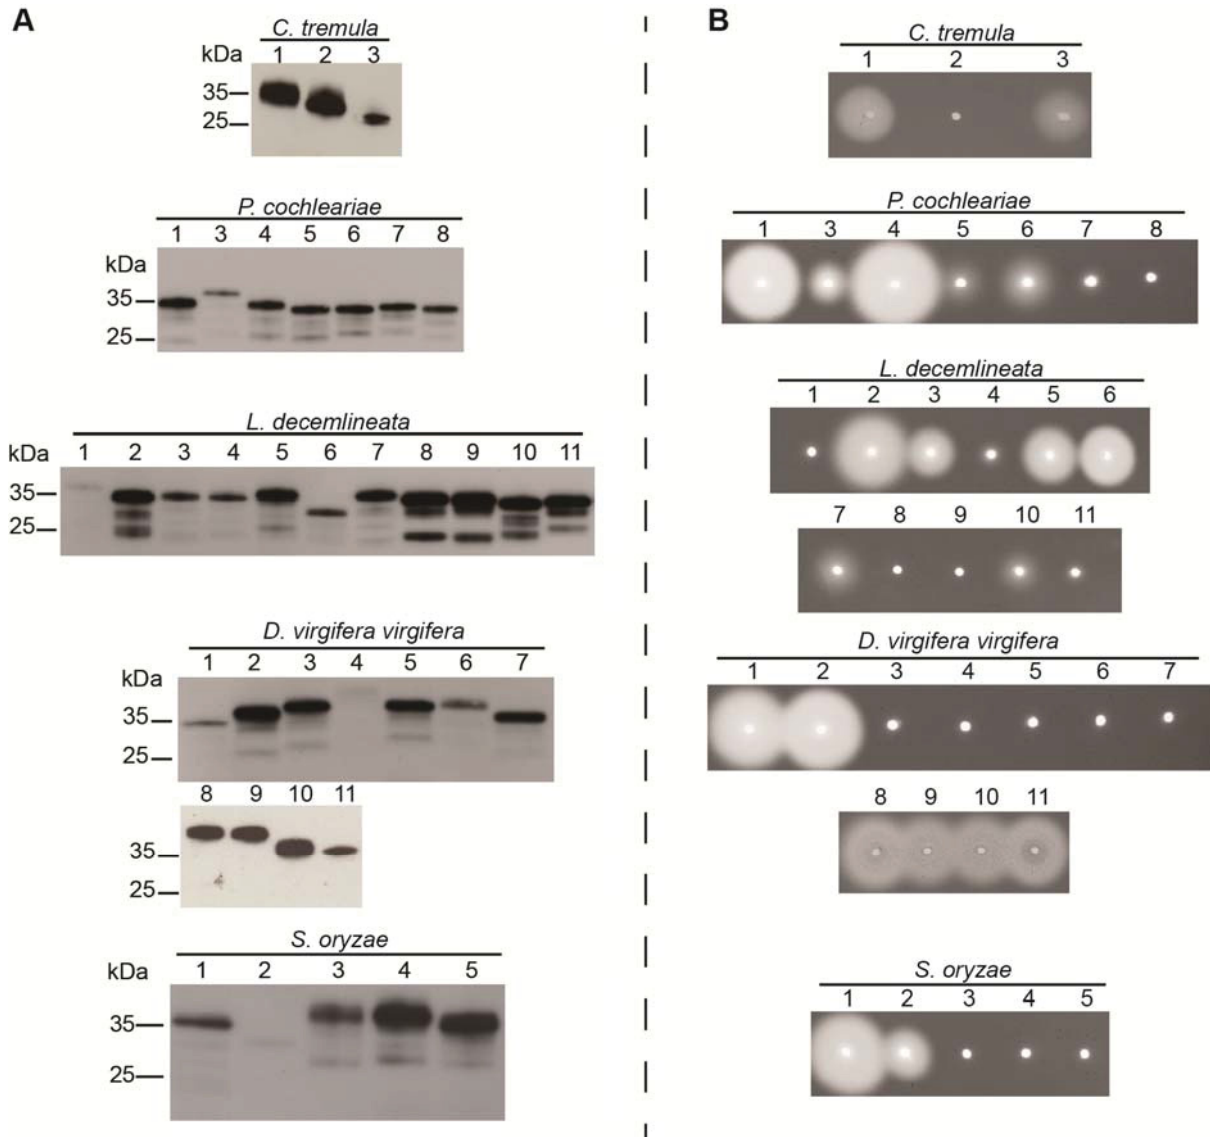 A
C. tremula
kDa 1 2 3
35
25
P. cochleariae
1 3 4 5 6 7 8
kDa
35
25
L. decemlineata
kDa 1 2 3 4 5 6 7 8 9 10 11
35
25
D. virgifera virgifera
1 2 3 4 5 6 7
kDa
35
25
8 9 10 11
35
25
S. oryzae
kDa 1 2 3 4 5
35
25
B
C. tremula
1 2 3
P. cochleariae
1 3 4 5 6 7 8
L. decemlineata
1 2 3 4 5 6
7 8 9 10 11
D. virgifera virgifera
1 2 3 4 5 6 7
8 9 10 11
S. oryzae
1 2 3 4 5